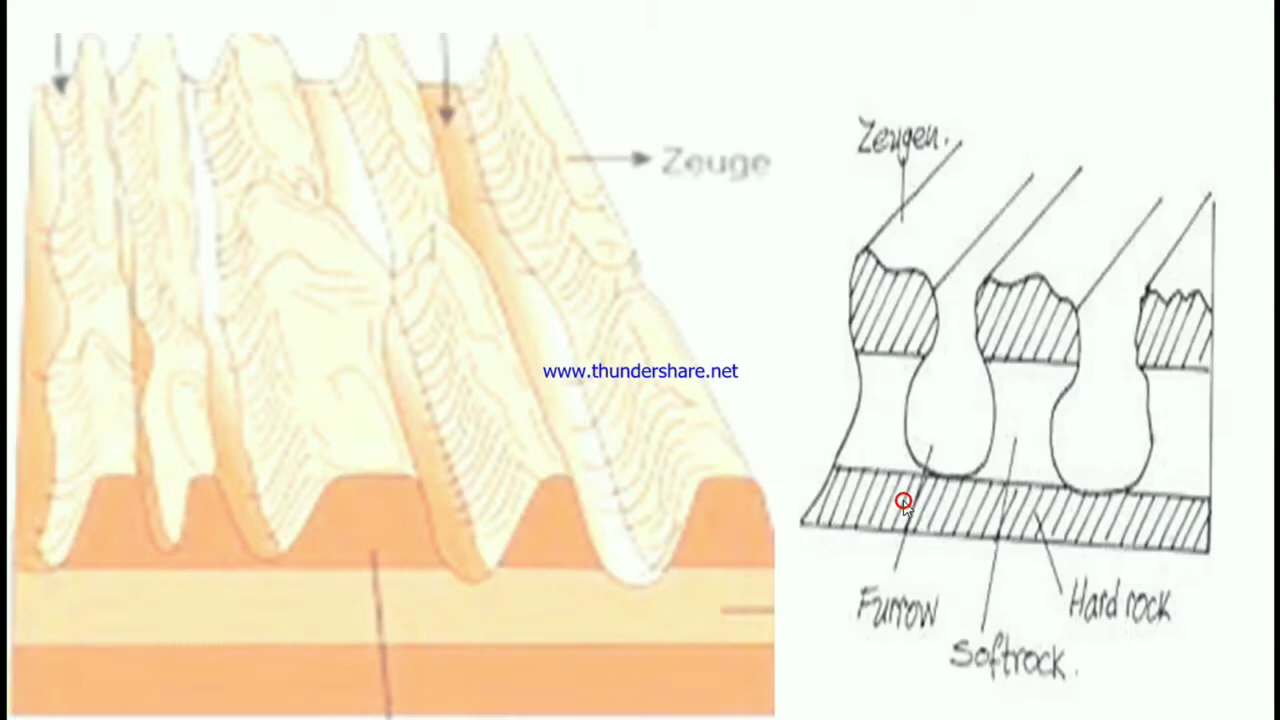 Zeuge
Zeugen.
www.thundershare.net
Furrow
Hard rock
Softrock.